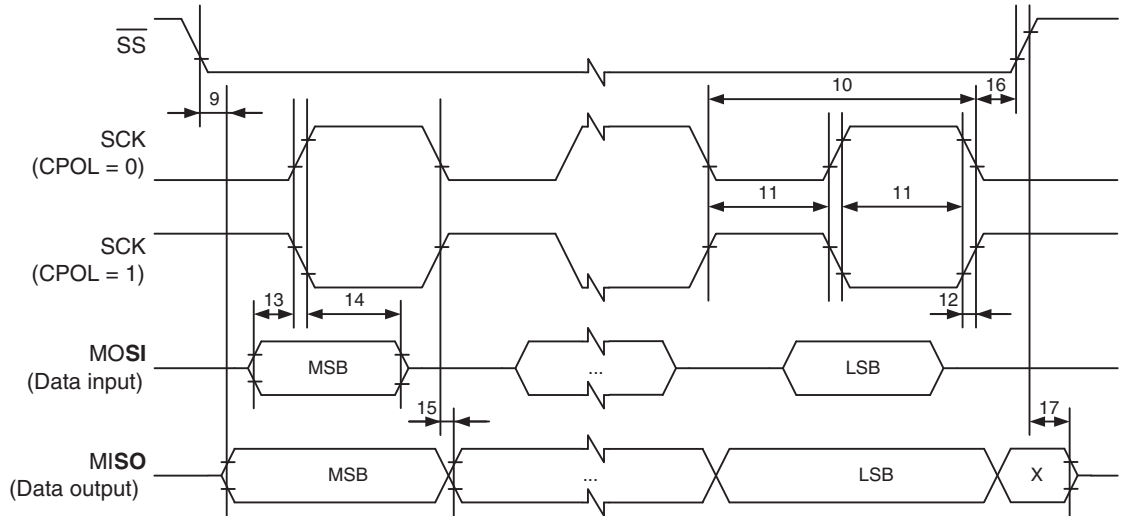 SS
9
10
16
SCK
(CPOL = 0)
11
11
SCK
(CPOL = 1)
13
14
12
MOSI
(Data input)
MSB
...
LSB
15
17
MISO
(Data output)
MSB
...
LSB
X